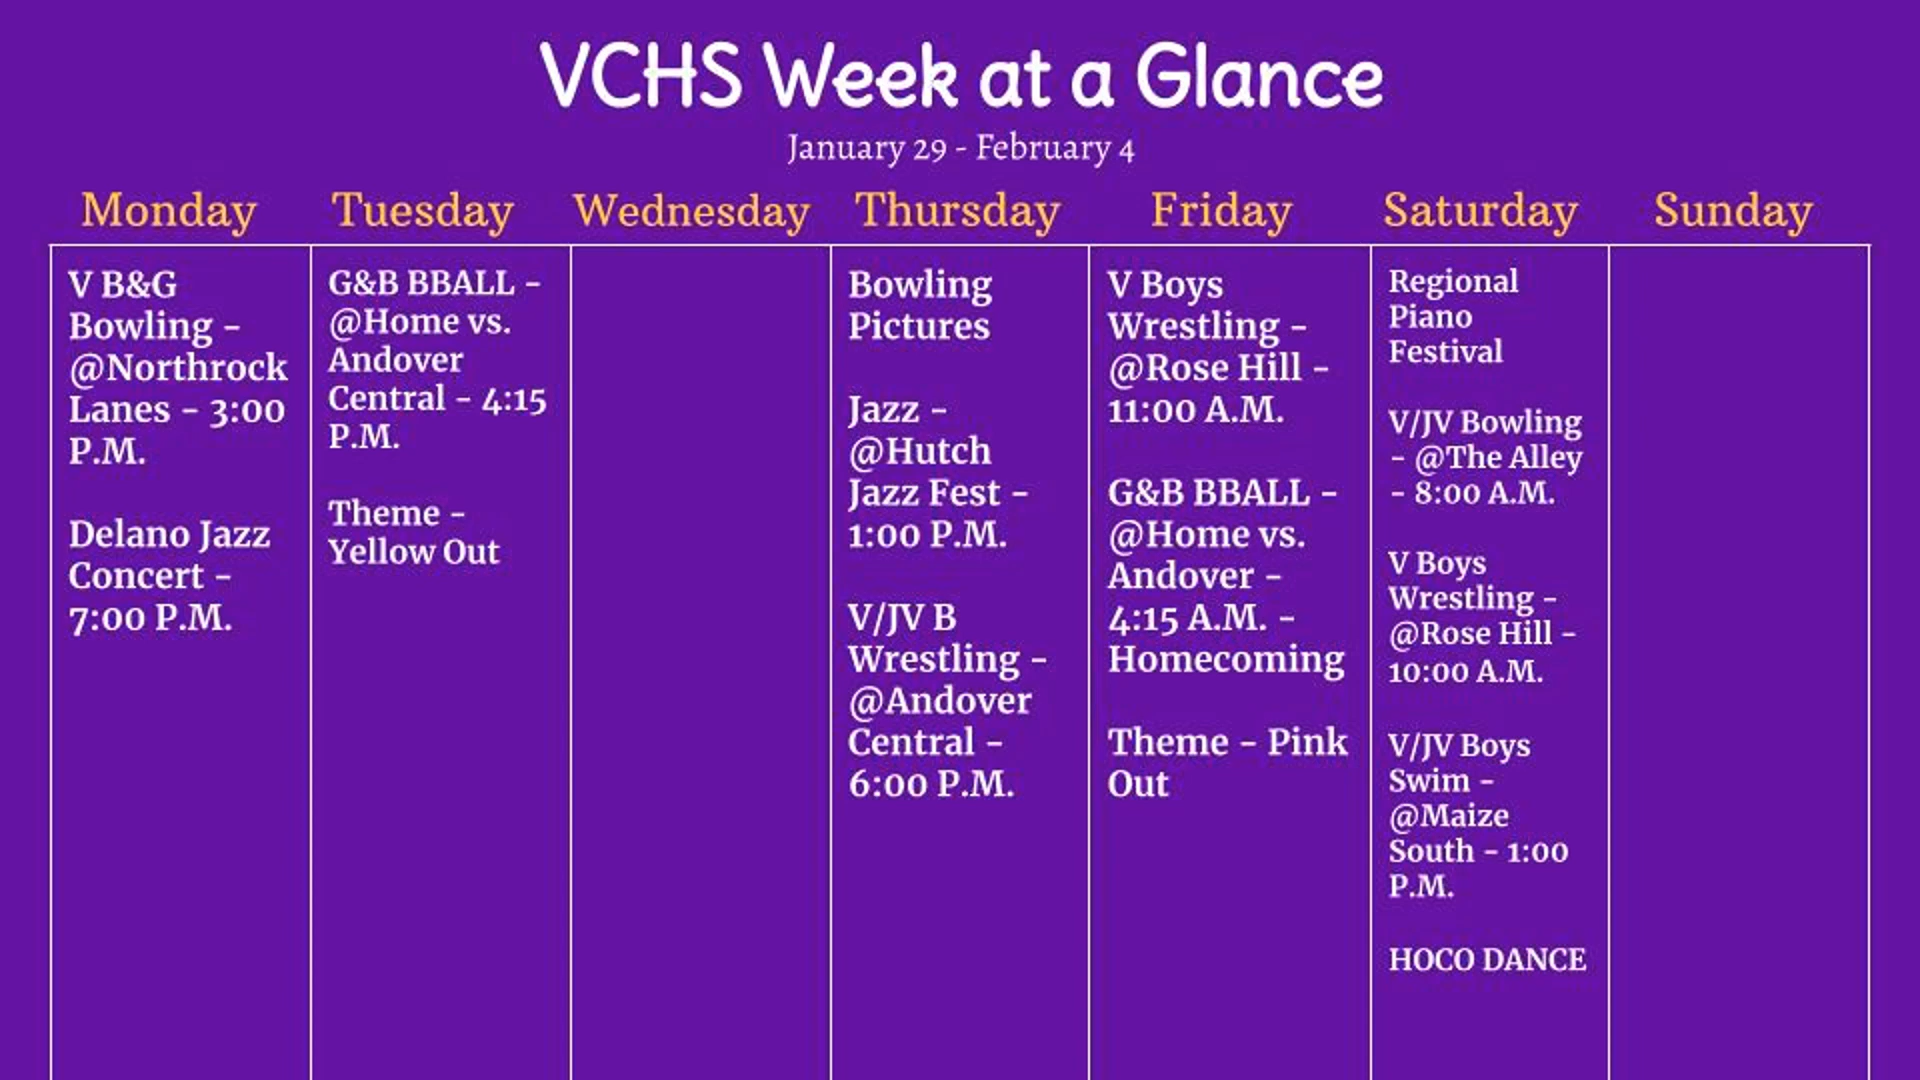 VCHS Week at a Glance
January 29 - February 4
Monday
Tuesday
Wednesday
Thursday
Friday
Saturday
Sunday
V B&G
Bowling -
@Northrock
Lanes - 3:00
P.M.
Delano Jazz
Concert -
7:00 P.M.
G&B BBALL -
@Home vs.
Andover
Central - 4:15
P.M.
Theme -
Yellow Out
Bowling
Pictures
Jazz -
@Hutch
Jazz Fest -
1:00 P.M.
V/JV B
Wrestling -
@Andover
Central -
6:00 P.M.
V Boys
Wrestling -
@Rose Hill -
11:00 A.M.
G&B BBALL -
@Home vs.
Andover -
4:15 A.M. -
Homecoming
Theme - Pink
Out
Regional
Piano
Festival
V/JV Bowling
- @The Alley
- 8:00 A.M.
V Boys
Wrestling -
@Rose Hill -
10:00 A.M.
V/JV Boys
Swim -
@Maize
South - 1:00
P.M.
HOCO DANCE